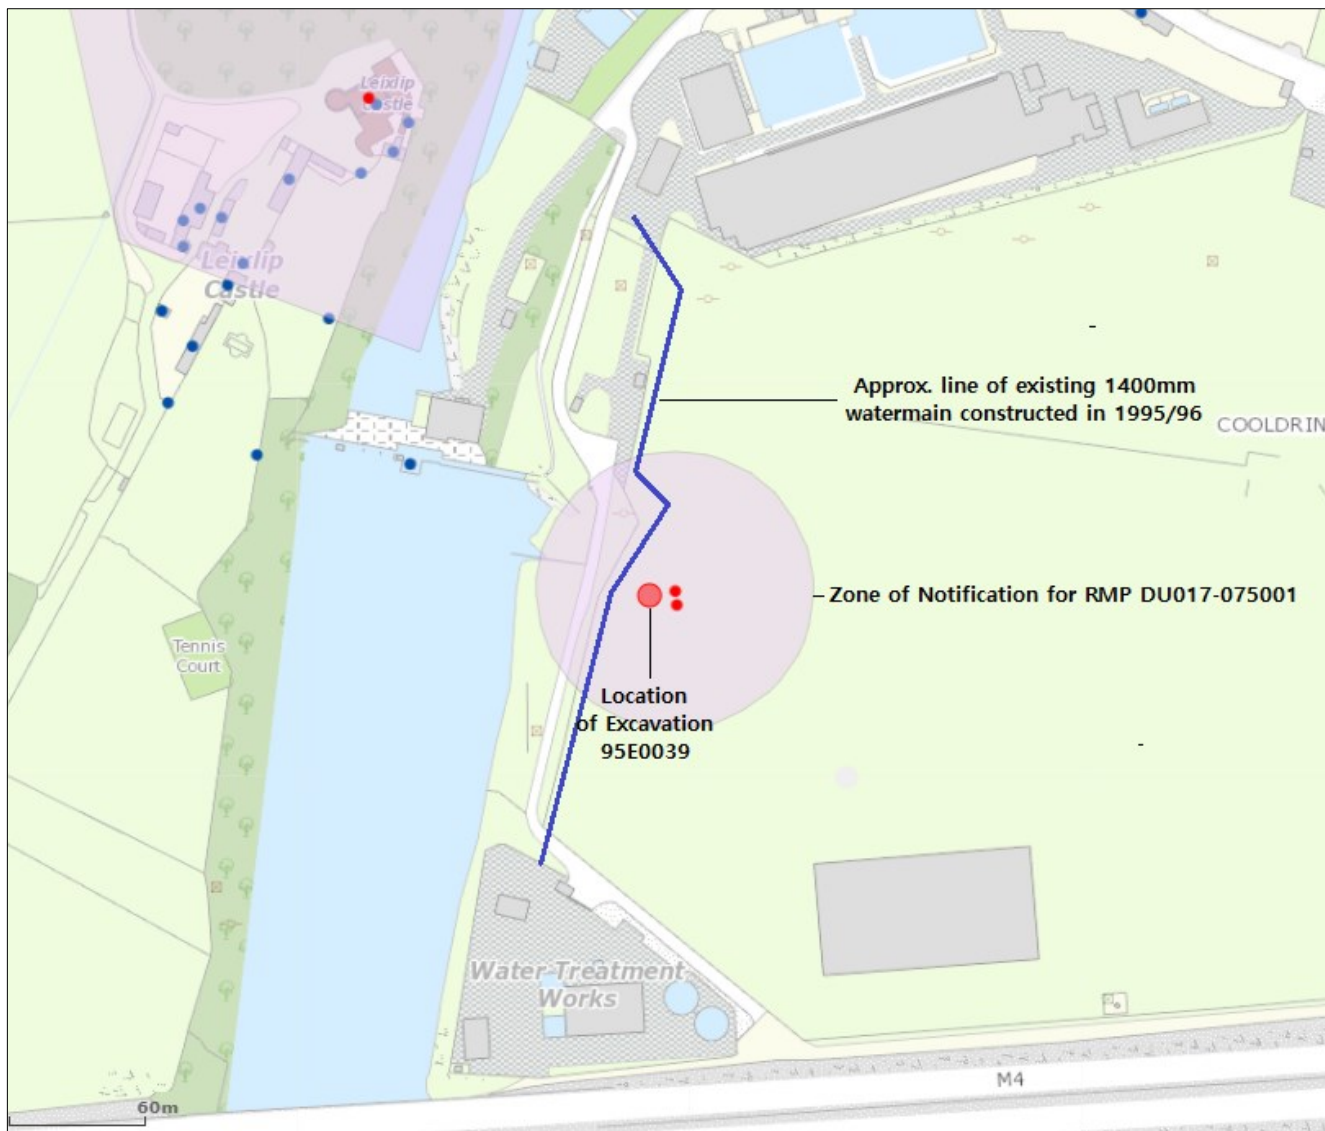 Leixlip
Castle
Leixlip
Castle
Approx. line of existing 1400mm
watermain constructed in 1995/96
COOLDRIN
Zone of Notification for RMP DU017-075001
Tennis
Court
Location
of Excavation
95E0039
Water Treatment
Works
M4
60m